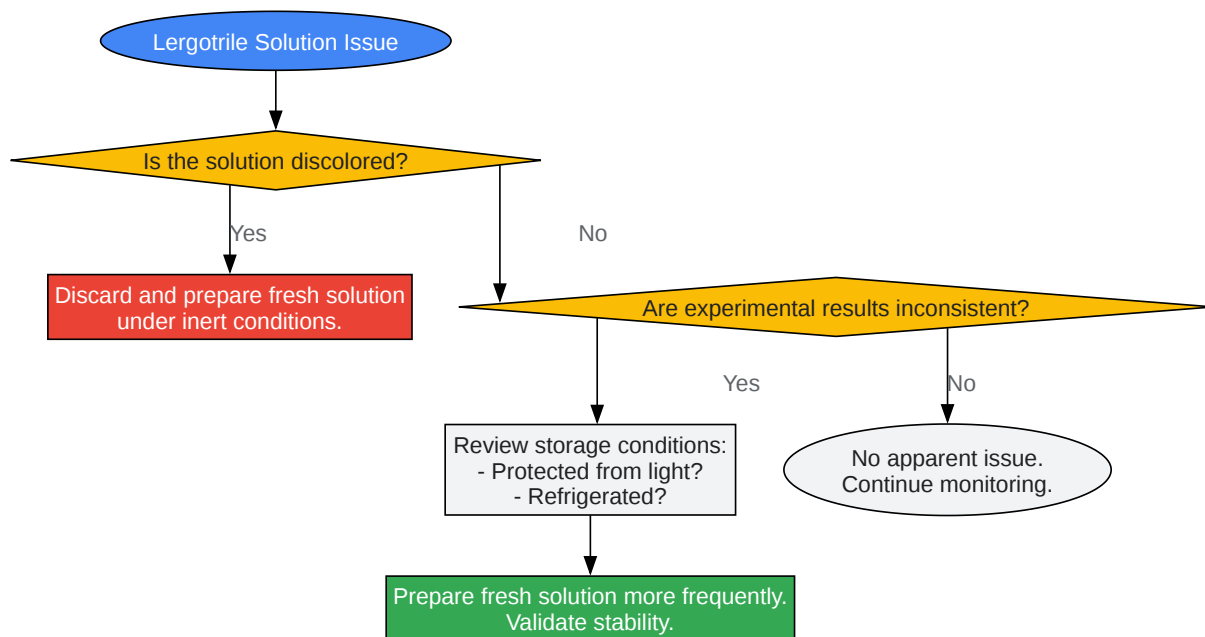 Lergotrile Solution Issue
Is the solution discolored?
Yes
No
Discard and prepare fresh solution
under inert conditions.
Are experimental results inconsistent?
Yes
No
Review storage conditions:
- Protected from light?
- Refrigerated?
No apparent issue.
Continue monitoring.
Prepare fresh solution more frequently.
Validate stability.